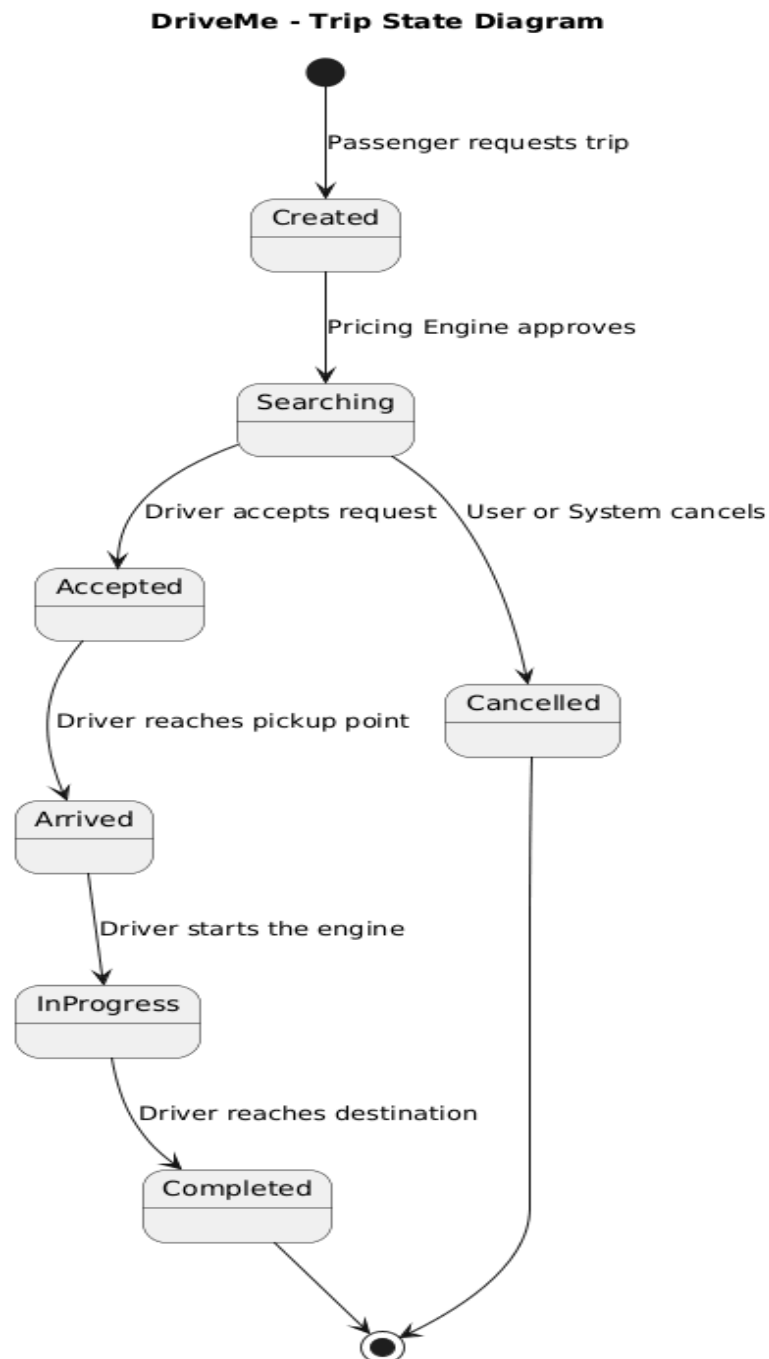 DriveMe - Trip State Diagram
Passenger requests trip
Created
Pricing Engine approves
Searching
Driver accepts request
User or System cancels
Accepted
Cancelled
Driver reaches pickup point
Arrived
Driver starts the engine
InProgress
Driver reaches destination
Completed